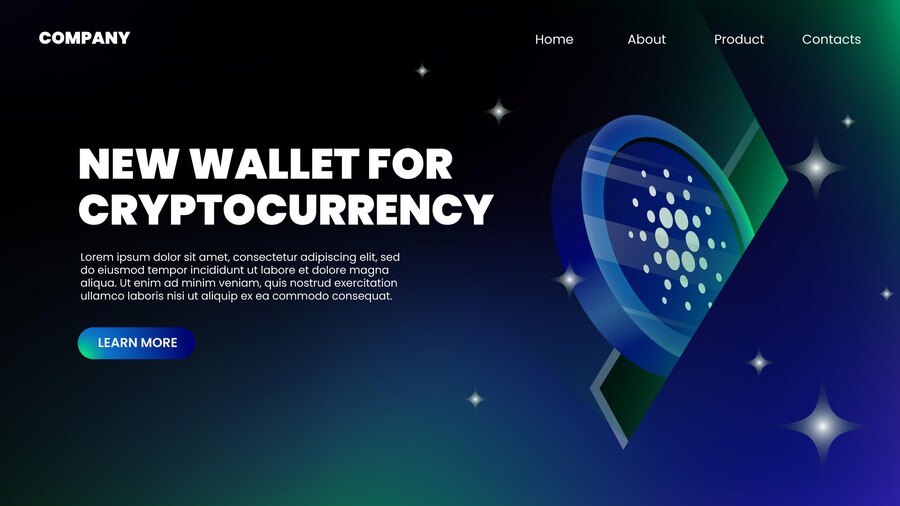 COMPANY
Home
About
Product
Contacts
NEW WALLET FOR
CRYPTOCURRENCY
Lorem ipsum dolor sit amet, consectetur adipiscing elit, sed
do eiusmod tempor incididunt ut labore et dolore magna
aliqua. Ut enim ad minim veniam, quis nostrud exercitation
ullamco laboris nisi ut aliquip ex ea commodo consequat.
LEARN MORE